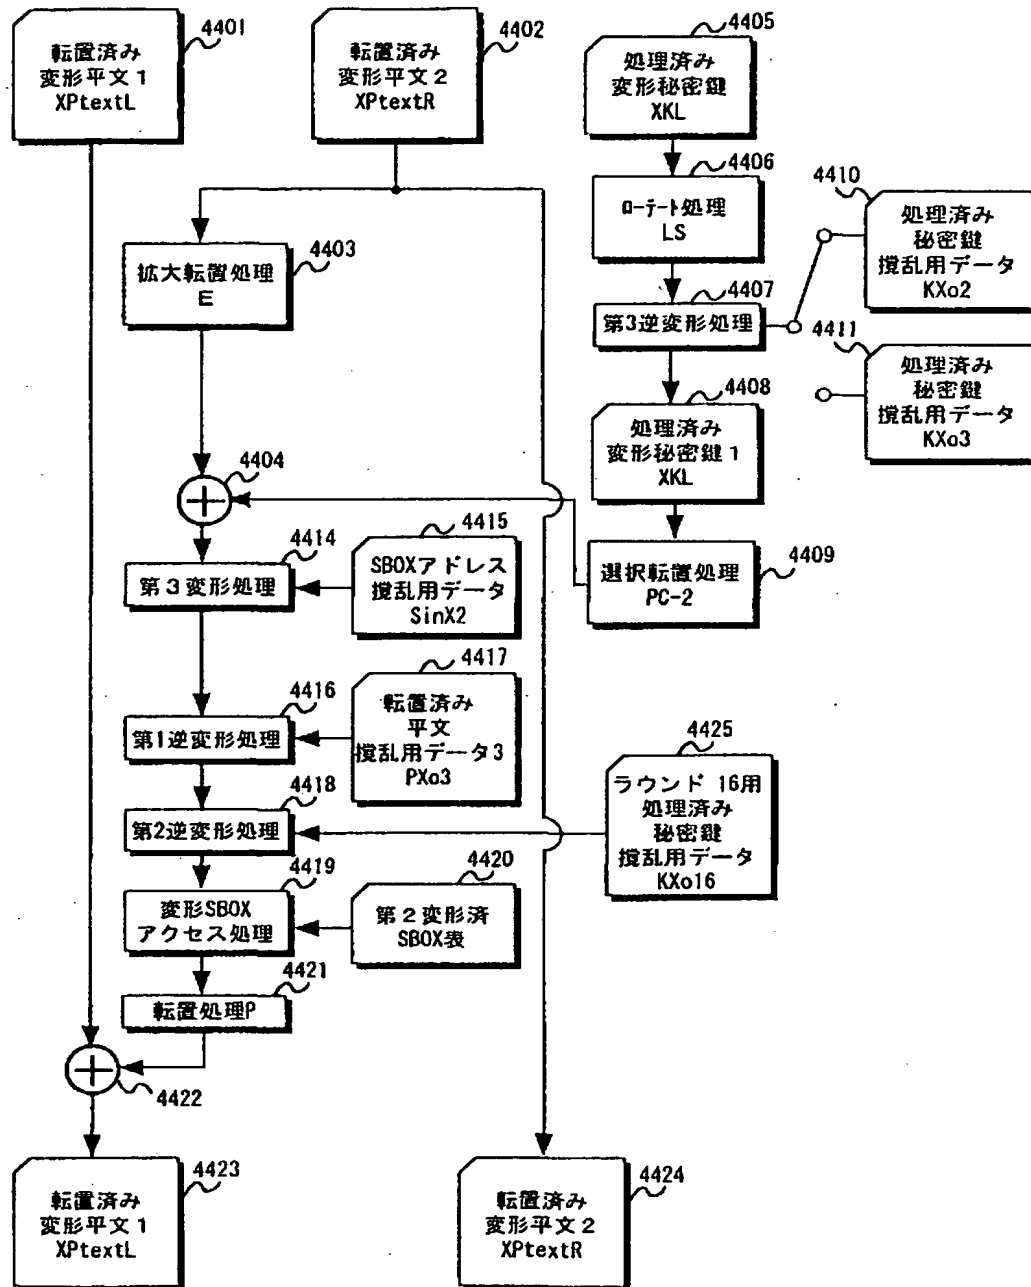 4401
転置済み
変形平文1
XPtextL
4402
転置済み
変形平文2
XPtextR
4405
処理済み
変形秘密鍵
XKL
4406
ローテート処理
LS
4410
処理済み
秘密鍵
撹乱用データ
KXo2
4403
拡大転置処理
E
4407
第3逆変形処理
4411
処理済み
秘密鍵
撹乱用データ
KXo3
4408
処理済み
変形秘密鍵1
XKL
4404
4414
第3変形処理
4415
SBOXアドレス
撹乱用データ
SinX2
4409
選択転置処理
PC-2
4416
第1逆変形処理
4417
転置済み
平文
撹乱用データ3
PXo3
4418
第2逆変形処理
4425
ラウンド 16用
処理済み
秘密鍵
撹乱用データ
KXo16
4419
変形SBOX
アクセス処理
4420
第2変形済
SBOX表
4421
転置処理P
4422
4423
転置済み
変形平文1
XPtextL
4424
転置済み
変形平文2
XPtextR